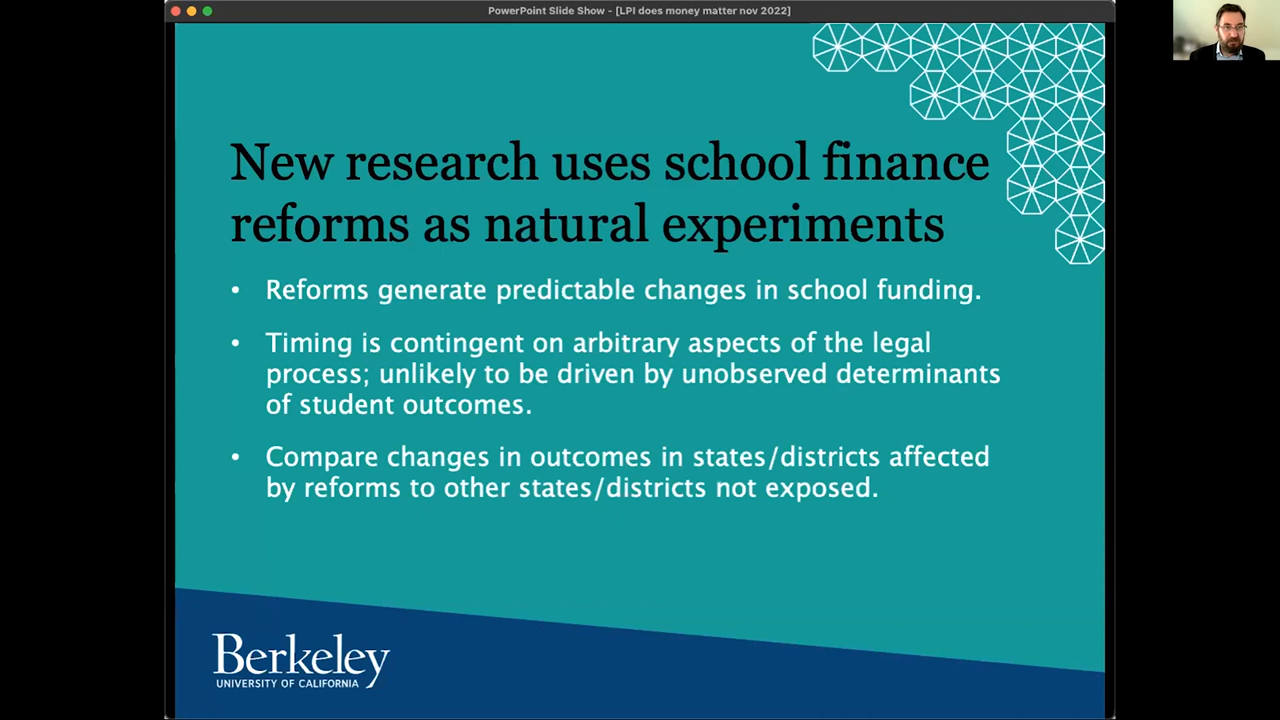 PowerPoint Slide Show - [LPI does money matter nov 2022]
New research uses school finance
reforms as natural experiments
• Reforms generate predictable changes in school funding.
• Timing is contingent on arbitrary aspects of the legal
process; unlikely to be driven by unobserved determinants
of student outcomes.
• Compare changes in outcomes in states/districts affected
by reforms to other states/districts not exposed.
Berkeley
UNIVERSITY OF CALIFORNIA